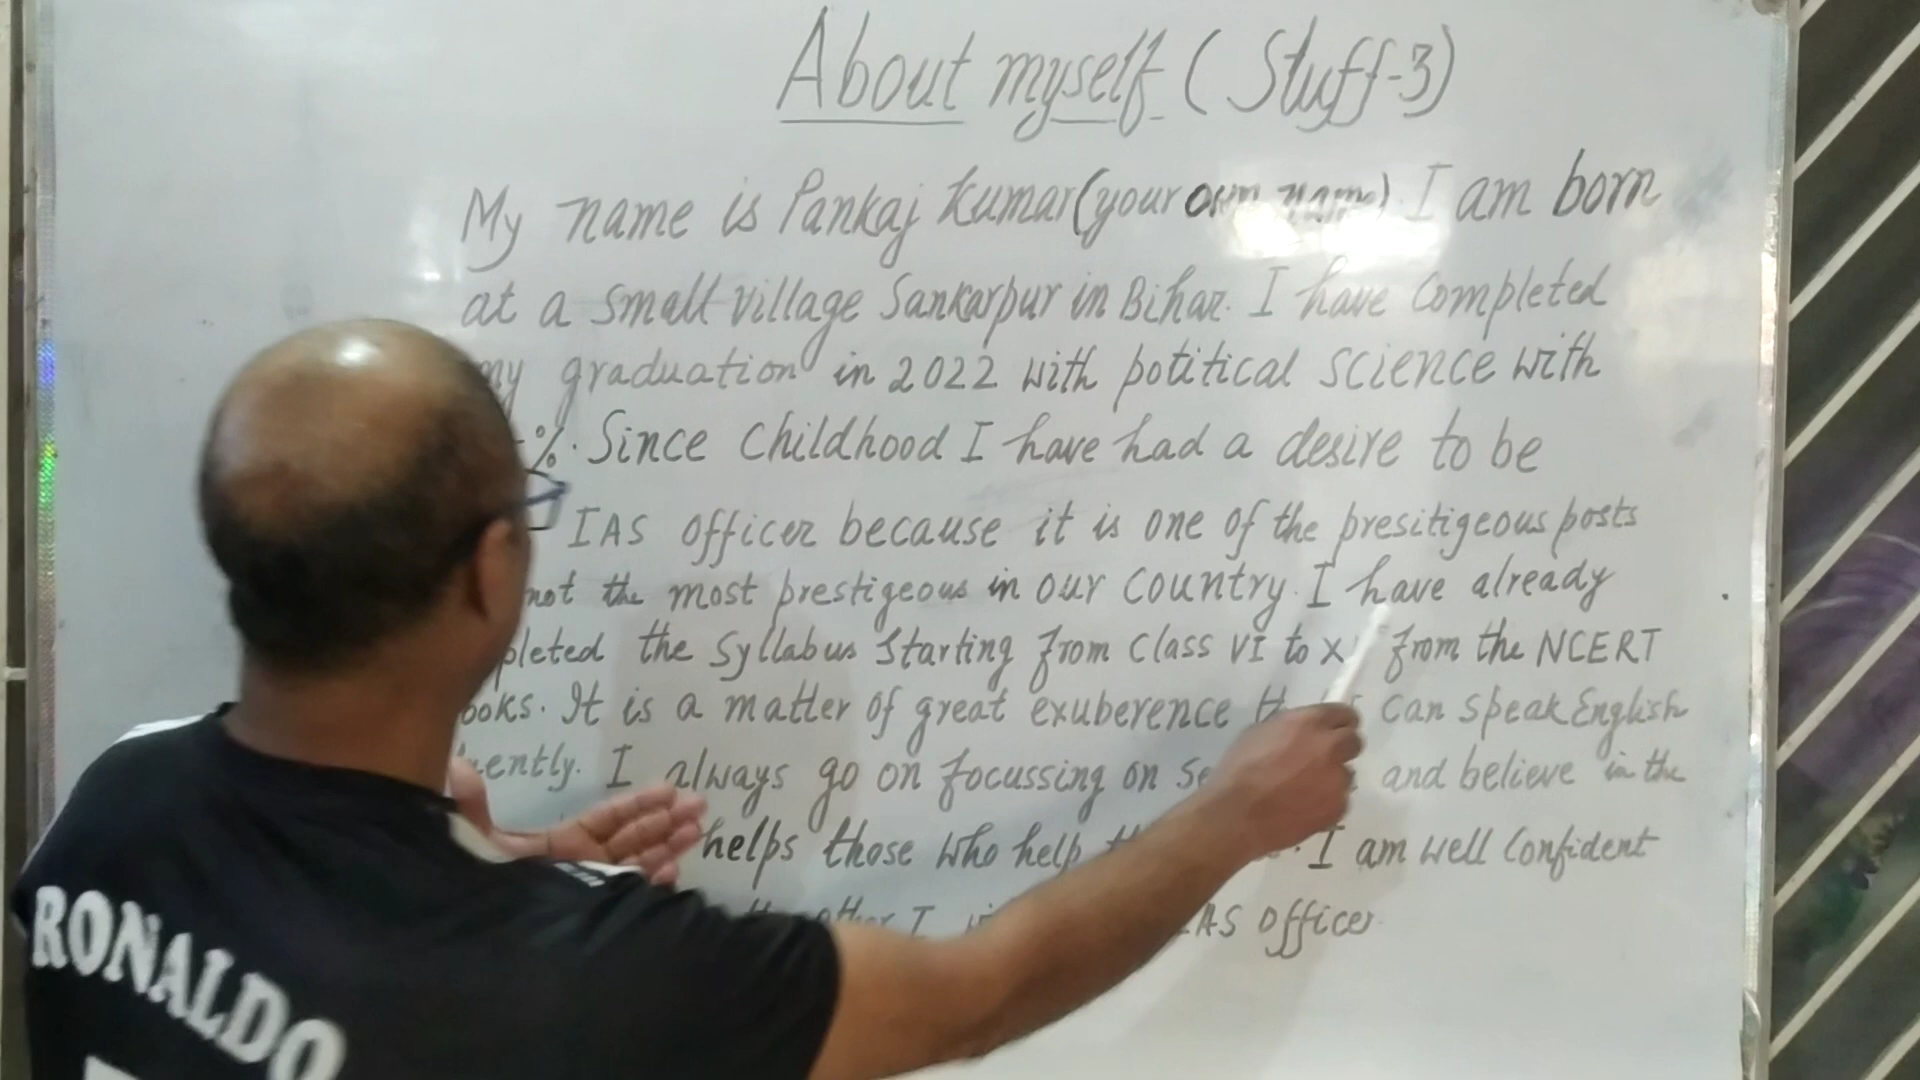 About myself ( Stuff-3)
My name is Pankaj Kumar (your own name). I am born
at a small village Sankarpur in Bihar. I have completed
my graduation in 2022 with potitical science with
%. Since childhood I have had a desire to be
IAS officer because it is one of the presitigeous posts
not the most prestigeous in our country. I have already
pleted the syllabus starting from class VI to from the NCERT
ooks. It is a matter of great exuberence can speak English
ently. I always go on focussing on and believe in the
helps those who help I am well confident
I IAS officer.
RONALDO